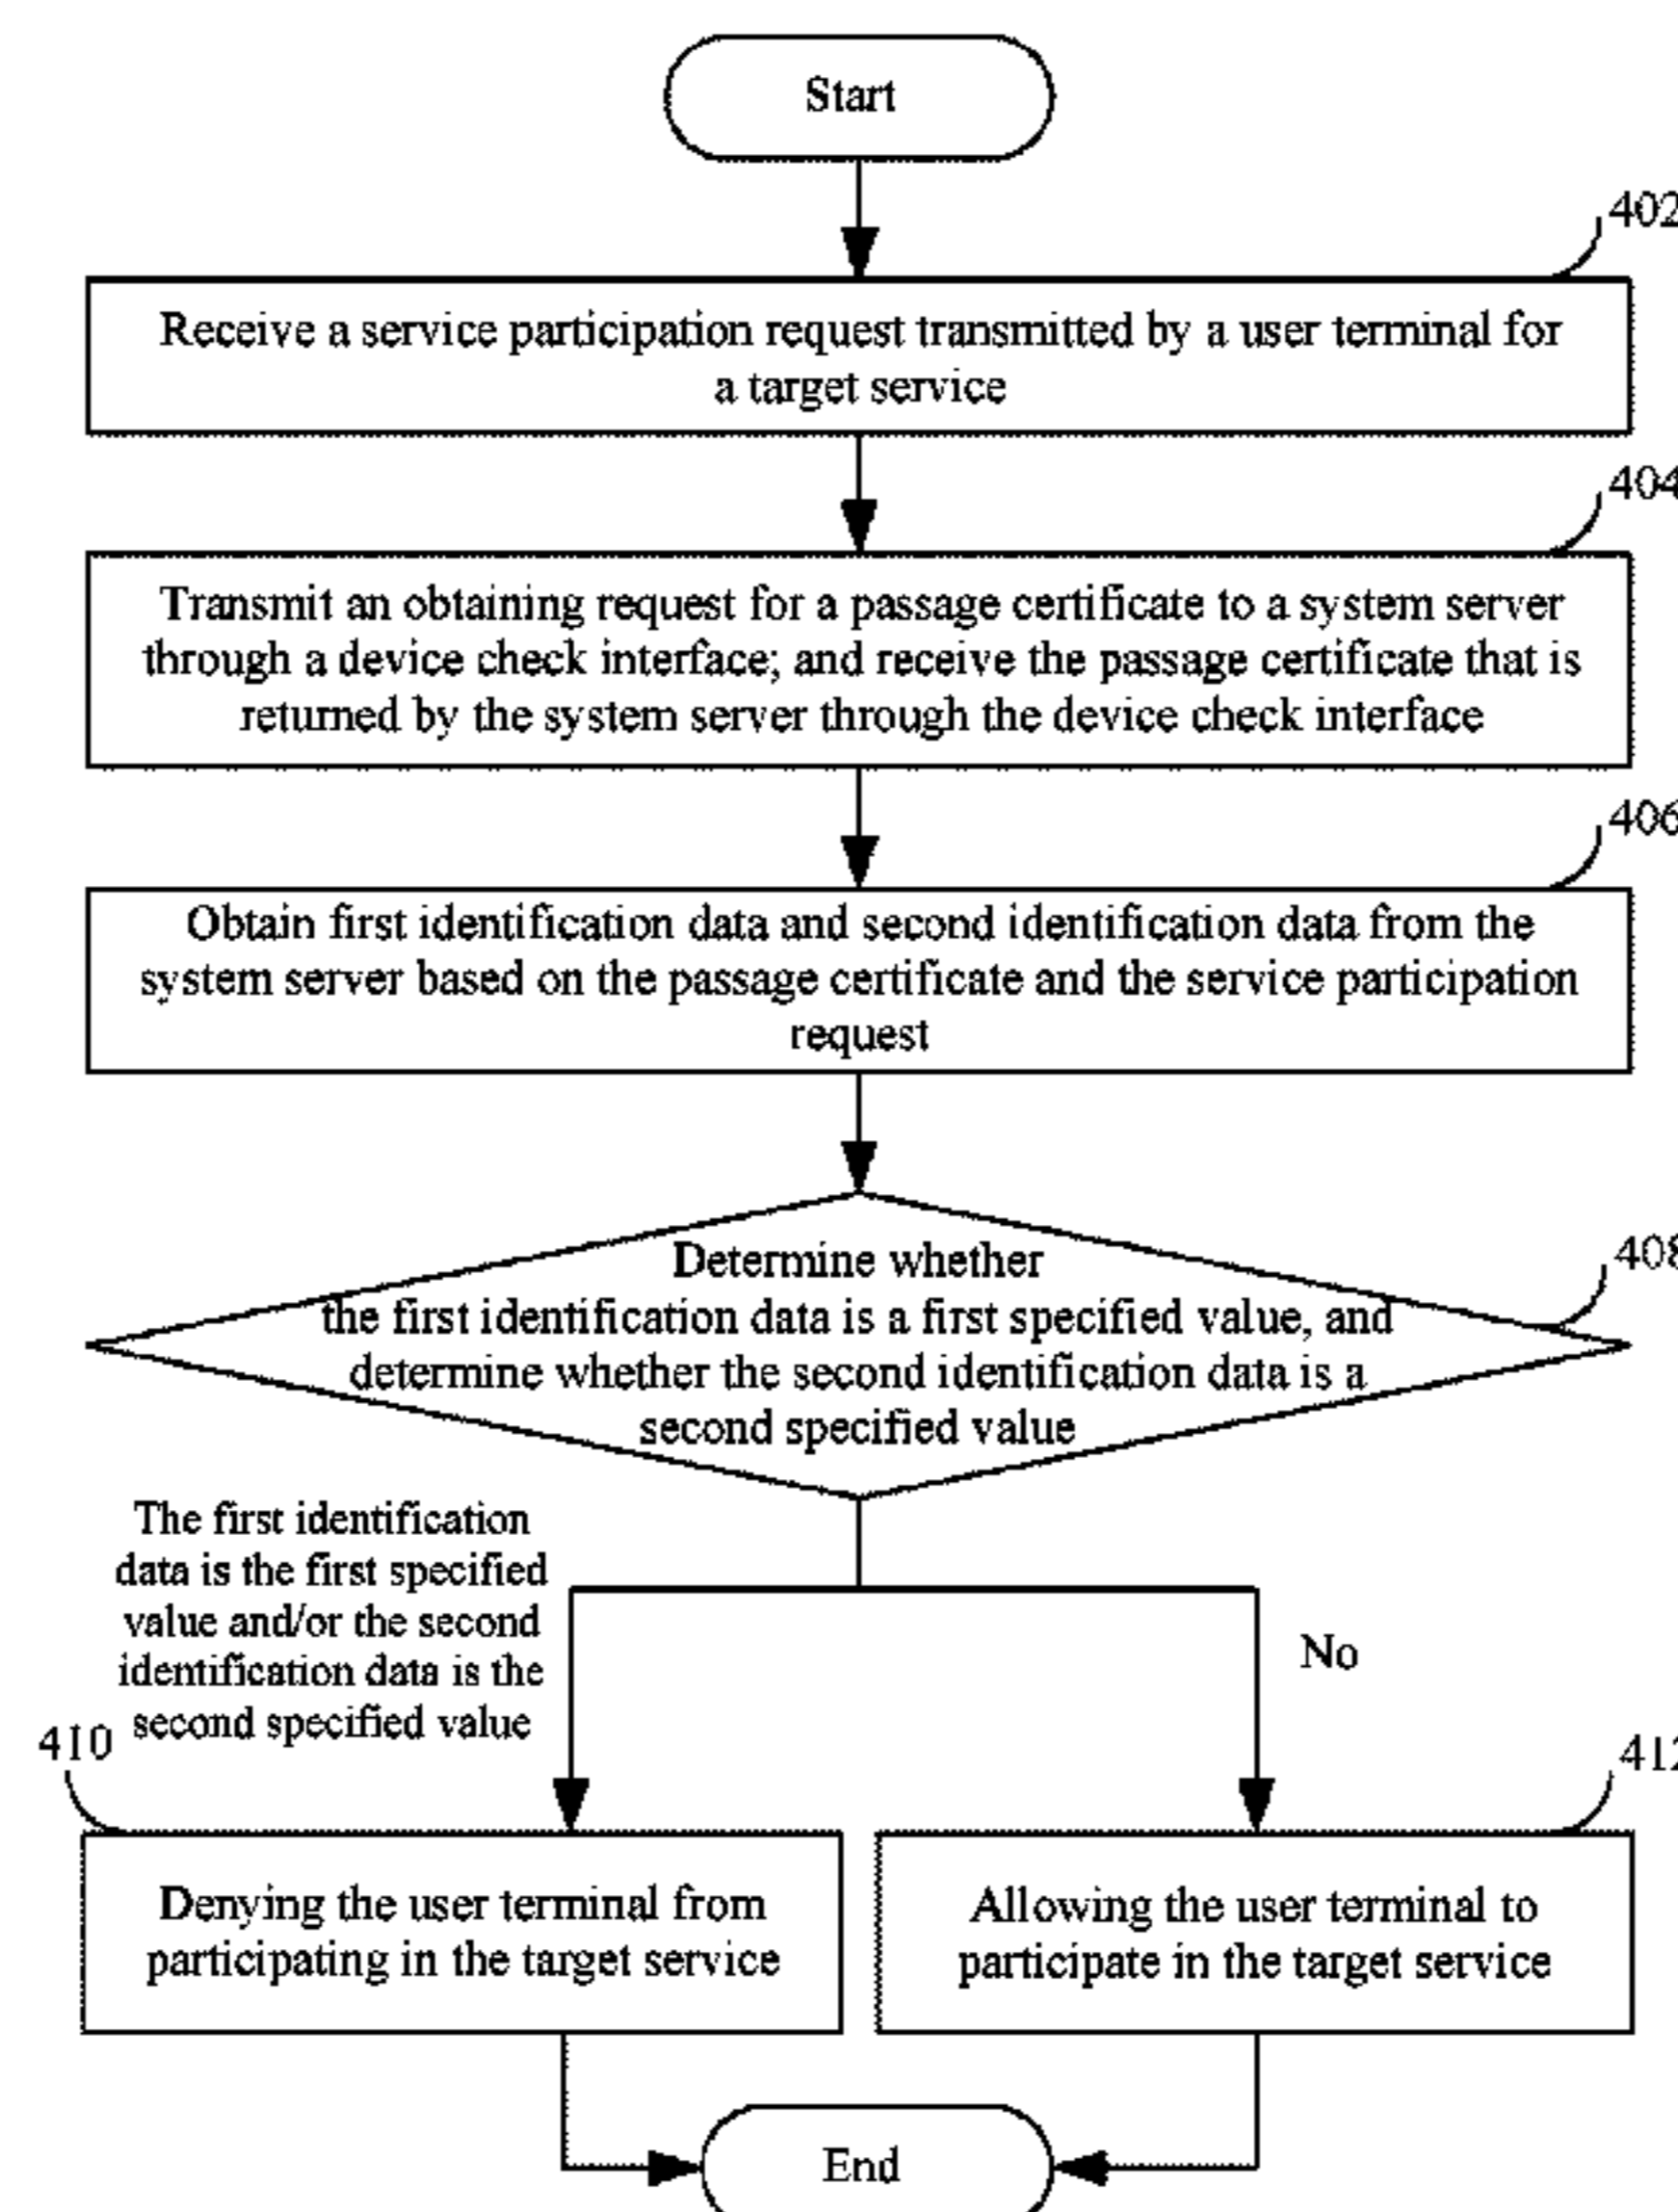 Start
402
Receive a service participation request transmitted by a user terminal for
a target service
404
Transmit an obtaining request for a passage certificate to a system server
through a device check interface; and receive the passage certificate that is
returned by the system server through the device check interface
406
Obtain first identification data and second identification data from the
system server based on the passage certificate and the service participation
request
408
Determine whether
the first identification data is a first specified value, and
determine whether the second identification data is a
second specified value
The first identification
data is the first specified
value and/or the second
identification data is the
second specified value
No
410
412
Denying the user terminal from
participating in the target service
Allowing the user terminal to
participate in the target service
End